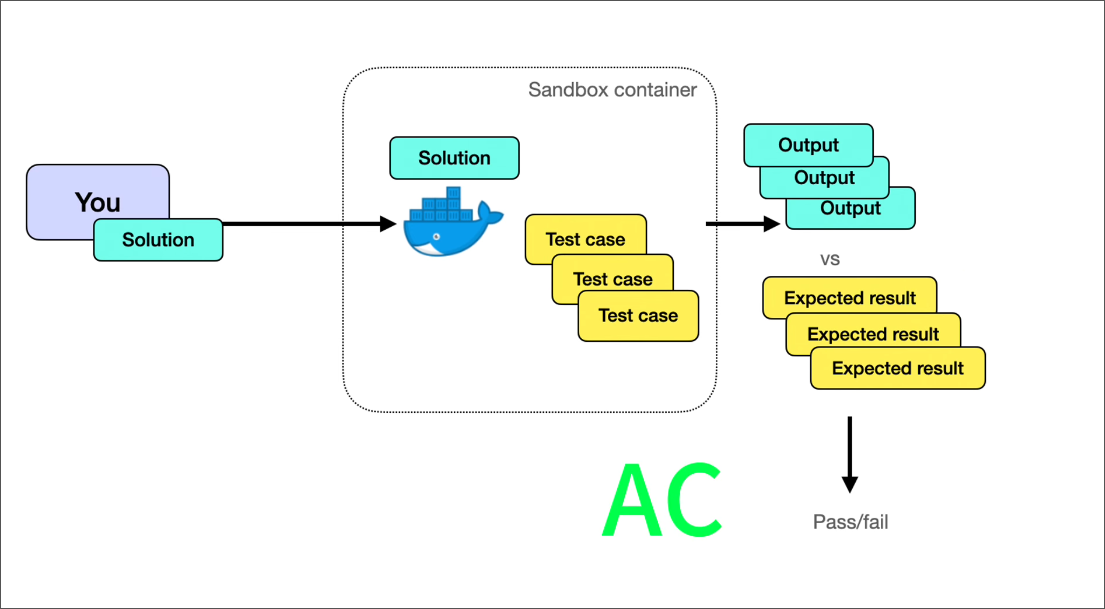 Sandbox container
You
Solution
Solution
Test case
Test case
Test case
Output
Output
Output
vs
Expected result
Expected result
Expected result
AC
Pass/fail